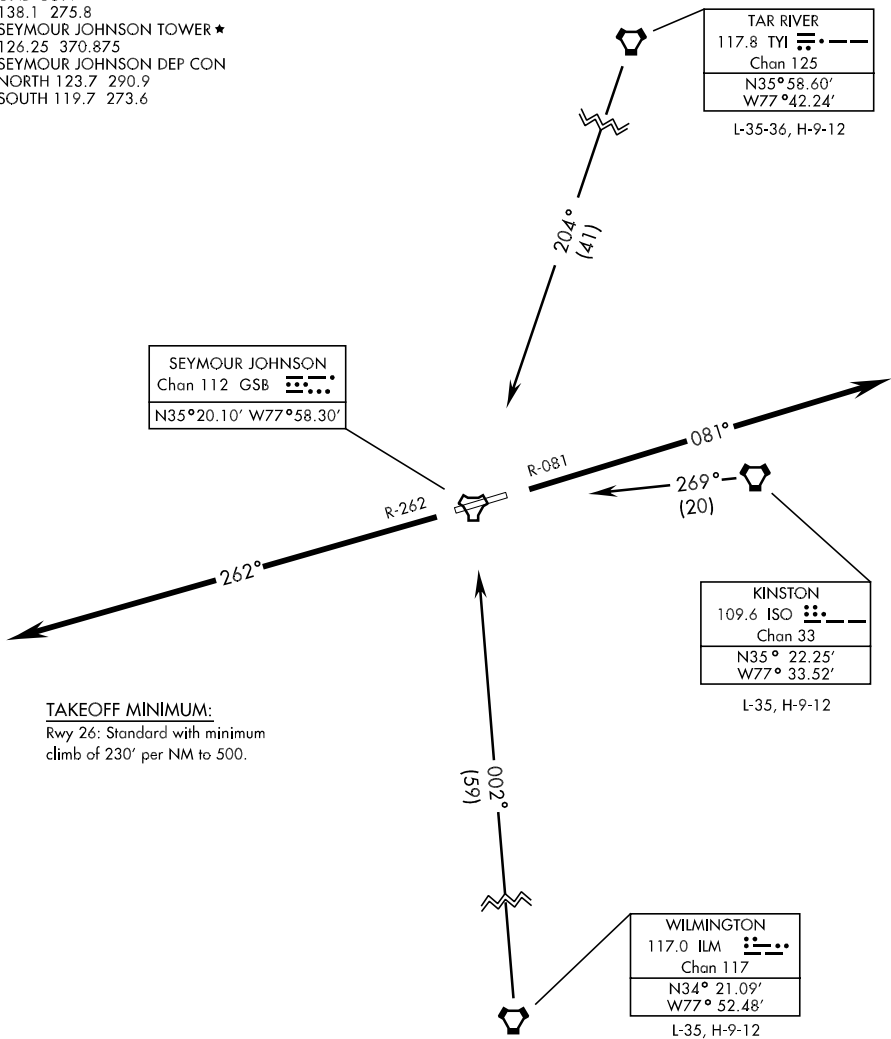 138.1 275.8
SEYMOUR JOHNSON TOWER ★
126.25 370.875
SEYMOUR JOHNSON DEP CON
NORTH 123.7 290.9
SOUTH 119.7 273.6
TAR RIVER
117.8 TYI
Chan 125
N35°58.60′
W77°42.24′
L-35-36, H-9-12
204°
(41)
SEYMOUR JOHNSON
Chan 112 GSB
N35°20.10′ W77°58.30′
R-081
081°
R-262
262°
269°
(20)
KINSTON
109.6 ISO
Chan 33
N35° 22.25′
W77° 33.52′
L-35, H-9-12
TAKEOFF MINIMUM:
Rwy 26: Standard with minimum
climb of 230′ per NM to 500.
002°
(59)
WILMINGTON
117.0 ILM
Chan 117
N34° 21.09′
W77° 52.48′
L-35, H-9-12